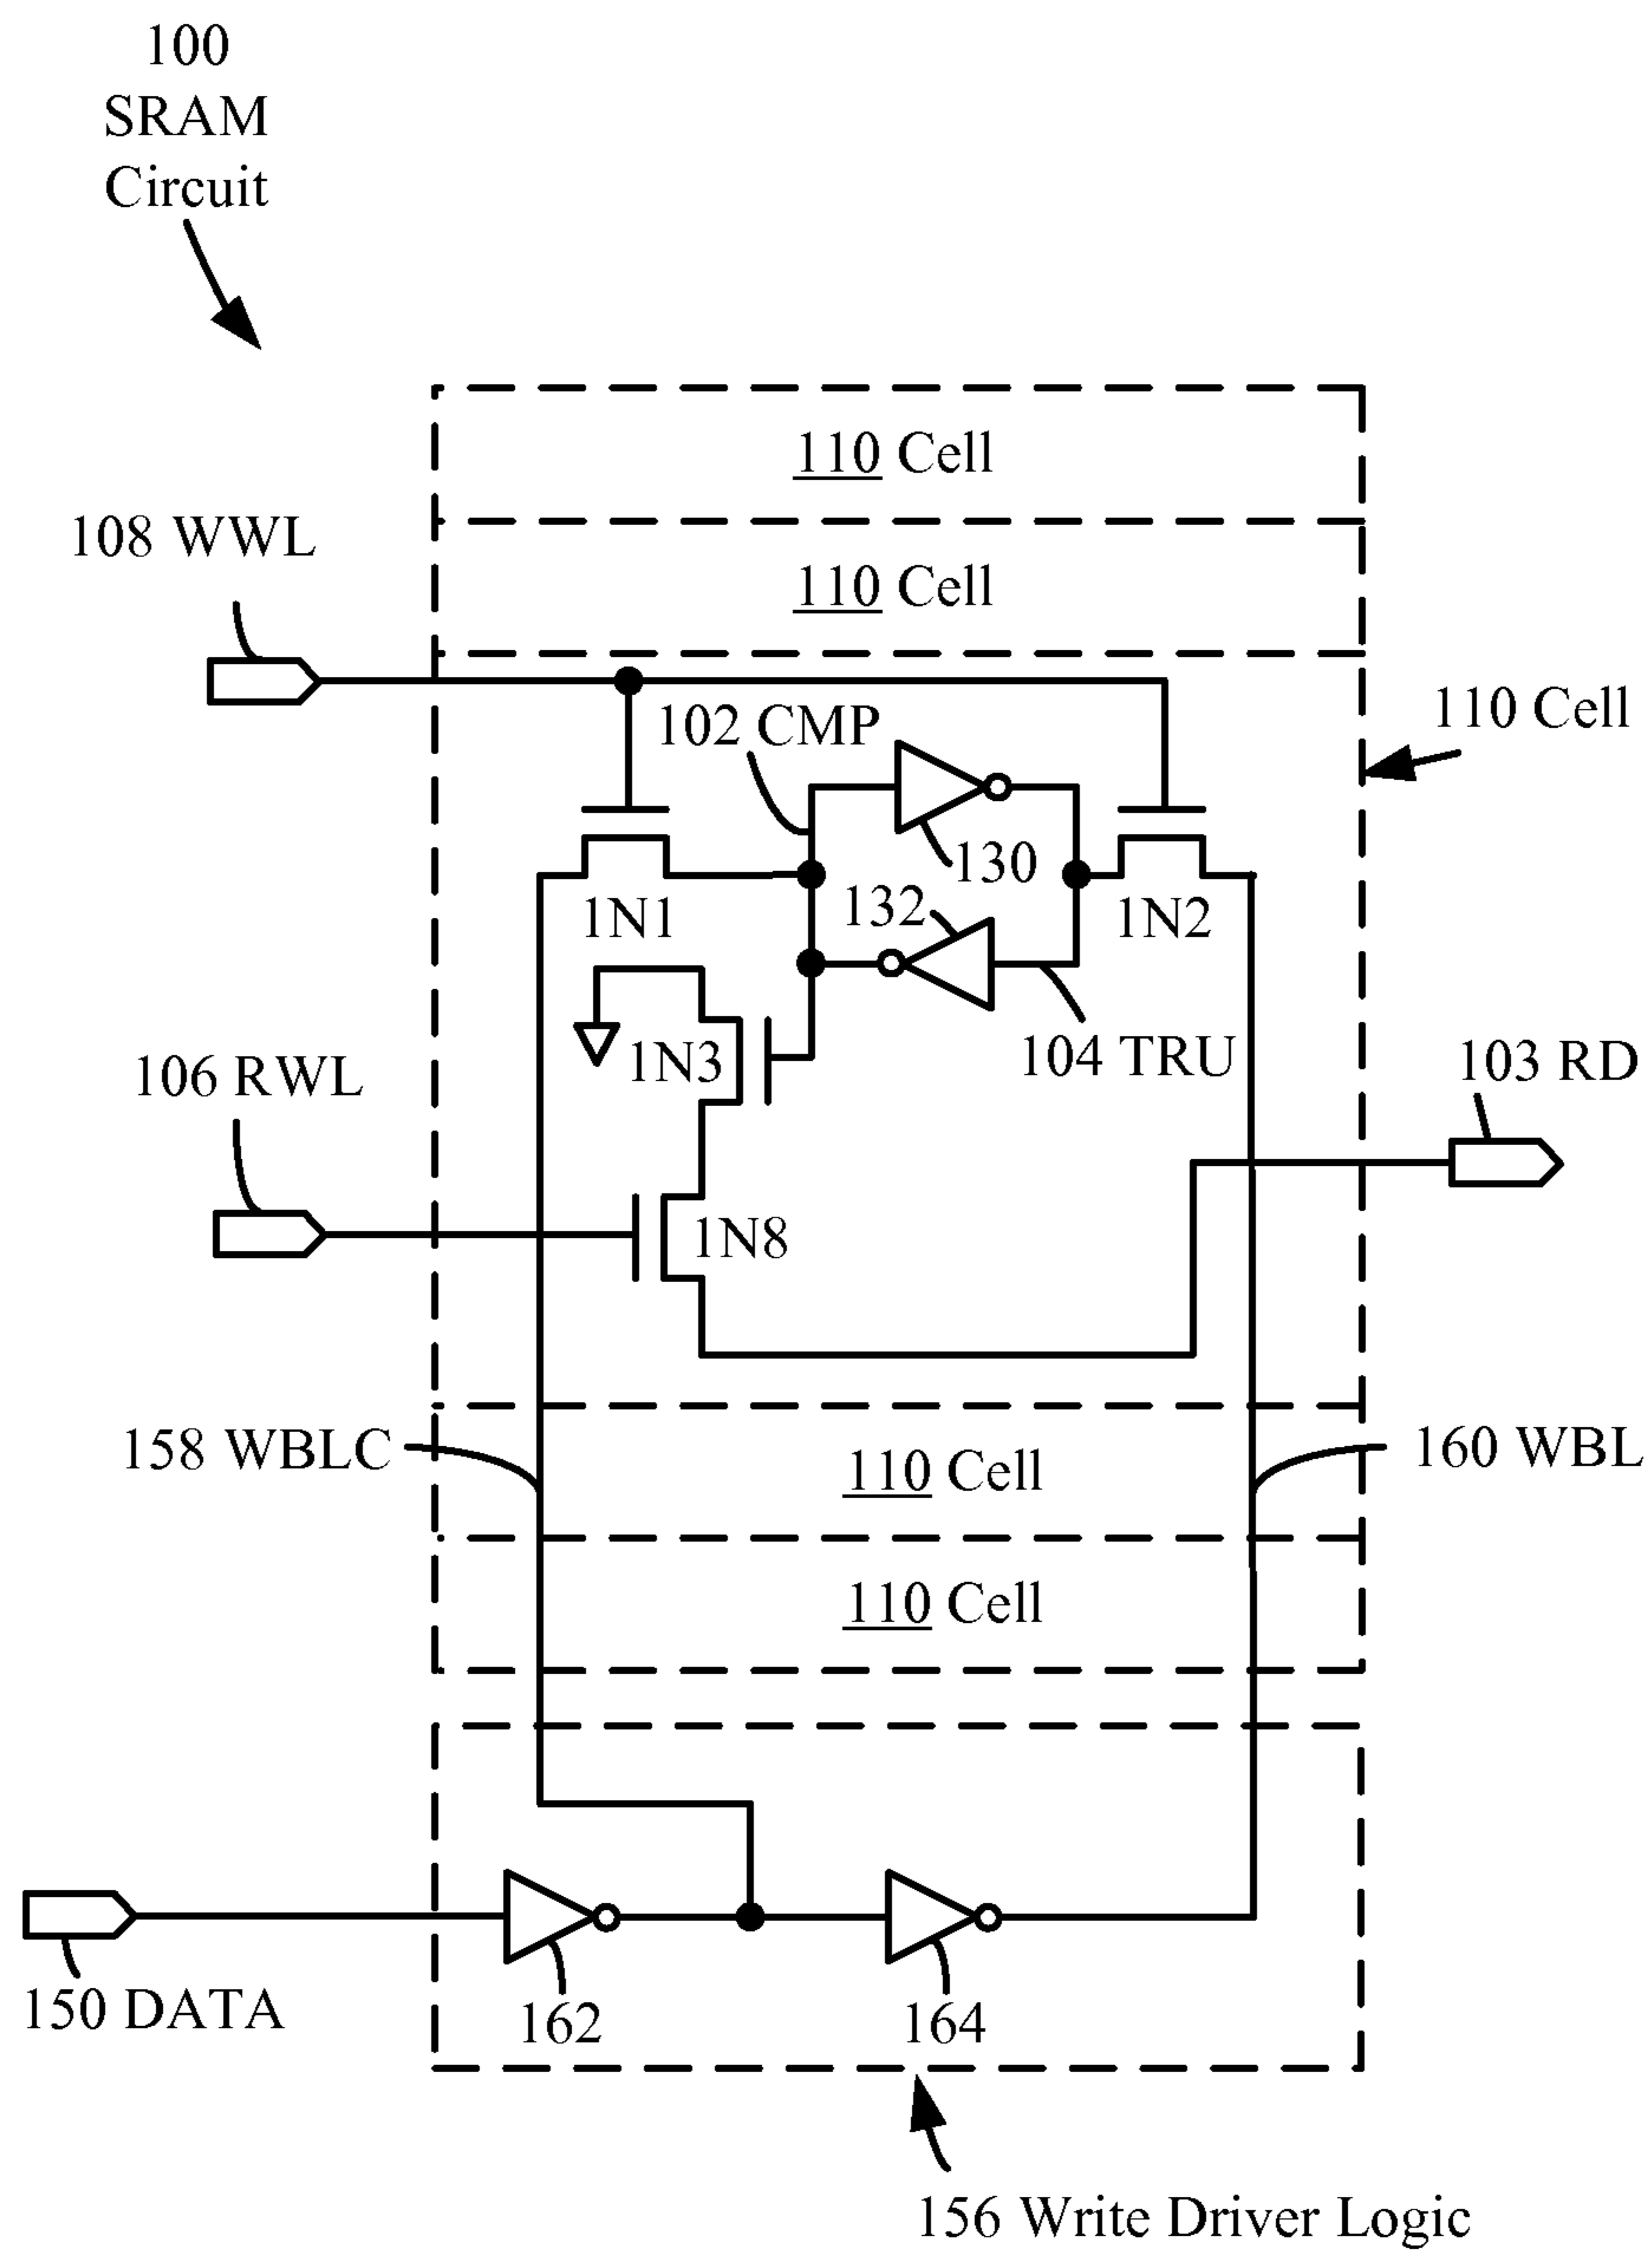 100
SRAM
Circuit
110 Cell
108 WWL
110 Cell
102 CMP
110 Cell
130
132
1N1
1N2
1N3
104 TRU
103 RD
106 RWL
1N8
158 WBLC
110 Cell
160 WBL
110 Cell
150 DATA
162
164
156 Write Driver Logic